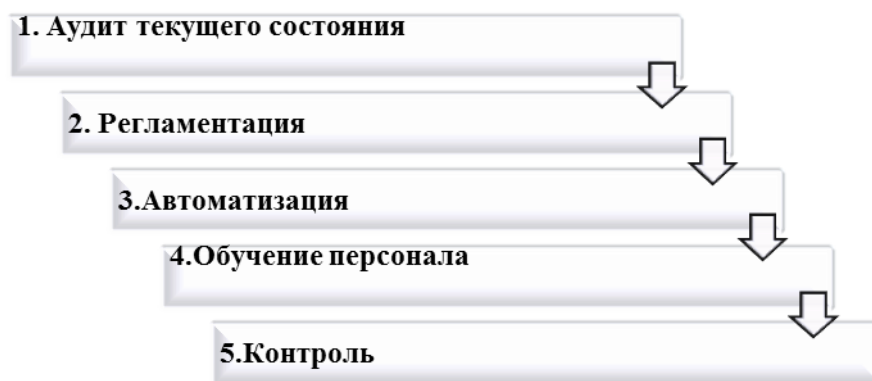 1. Аудит текущего состояния
2. Регламентация
3.Автоматизация
4.Обучение персонала
5.Контроль